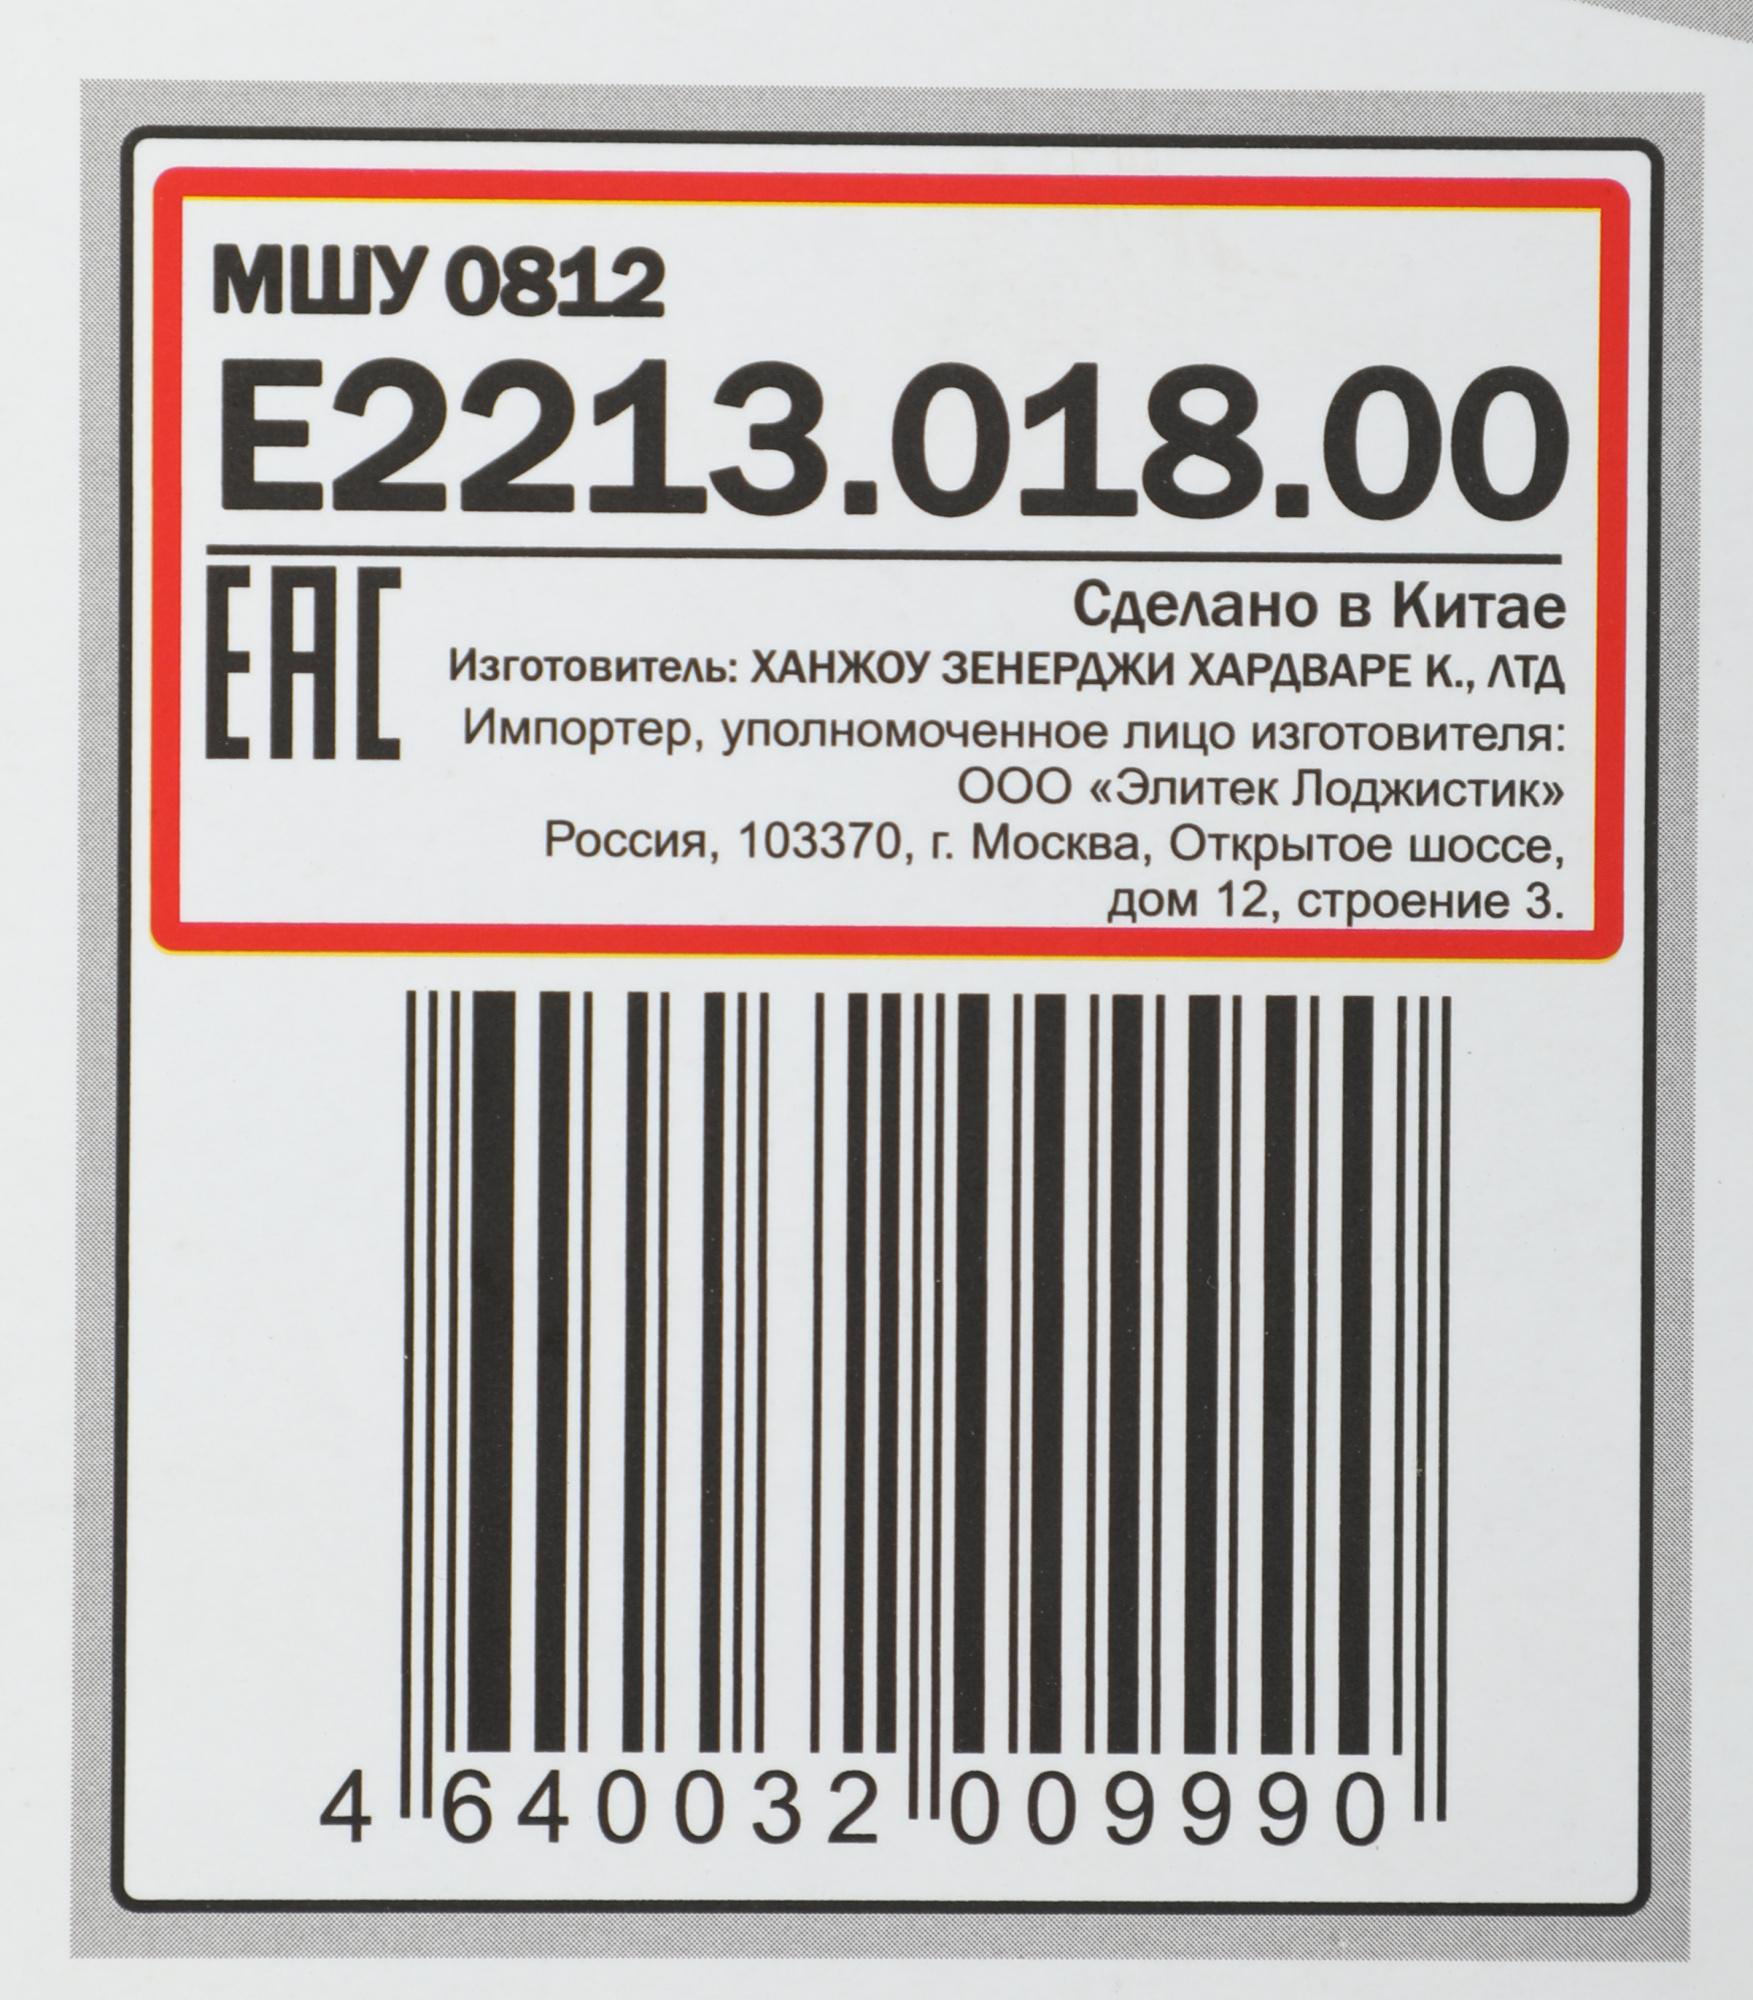 МШУ 0812
E2213.018.00
ЕАС
Сделано в Китае
Изготовитель: ХАНЖОУ ЗЕНЕРДЖИ ХАРДВАРЕ К., ЛТД
Импортер, уполномоченное лицо изготовителя:
ООО «Элитек Лоджистик»
Россия, 103370, г. Москва, Открытое шоссе,
дом 12, строение 3.
4 640032 009990